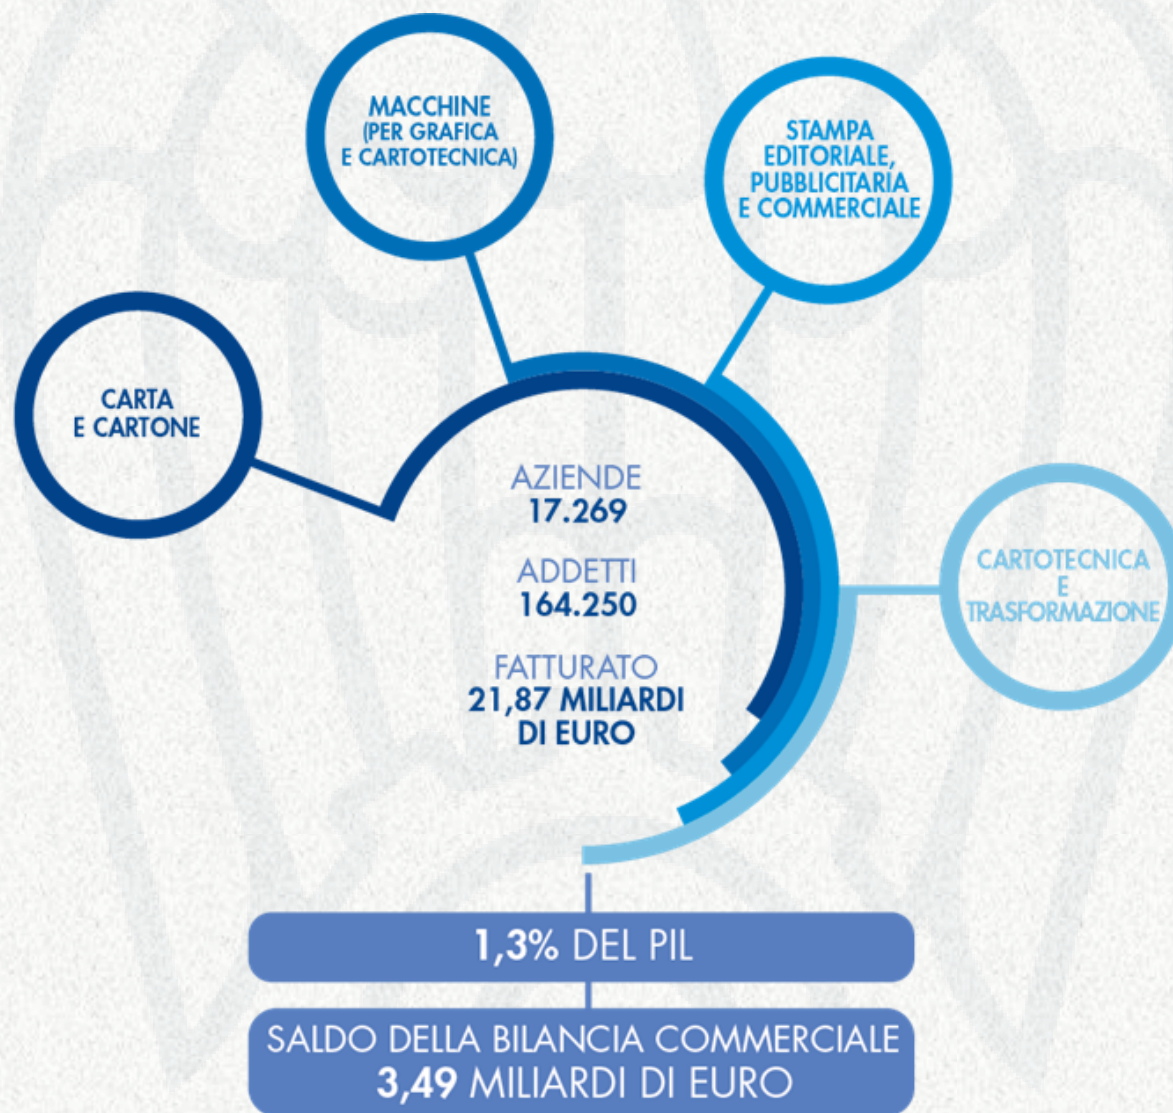 MACCHINE
(PER GRAFICA
E CARTOTECNICA)
STAMPA
EDITORIALE,
PUBBLICITARIA
E COMMERCIALE
CARTA
E CARTONE
AZIENDE
17.269
ADDETTI
164.250
FATTURATO
21,87 MILIARDI
DI EURO
CARTOTECNICA
E
TRASFORMAZIONE
1,3% DEL PIL
SALDO DELLA BILANCIA COMMERCIALE
3,49 MILIARDI DI EURO